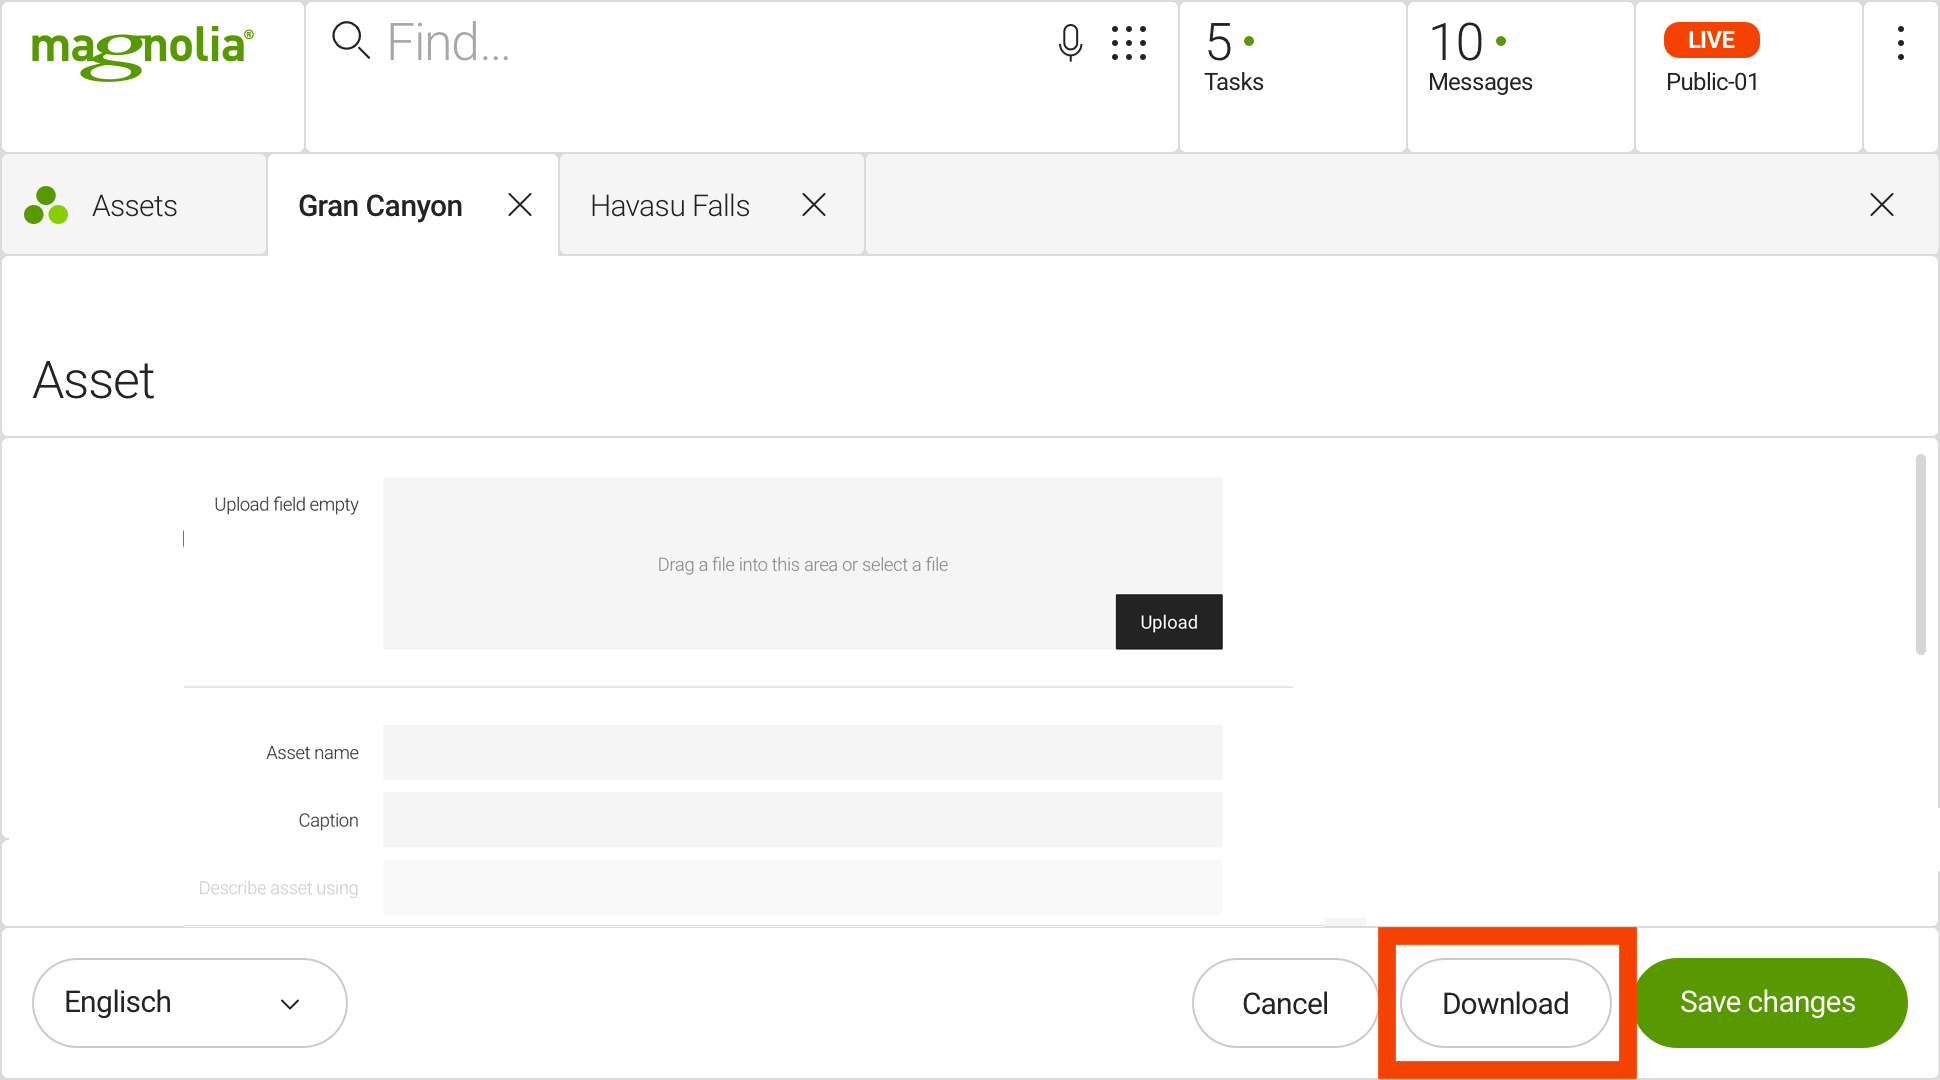 magnolia®
Find...
5
Tasks
10
Messages
LIVE
Public-01
Assets
Gran Canyon
Havasu Falls
Asset
Upload field empty
Drag a file into this area or select a file
Upload
Asset name
Caption
Describe asset using
Englisch
Cancel
Download
Save changes